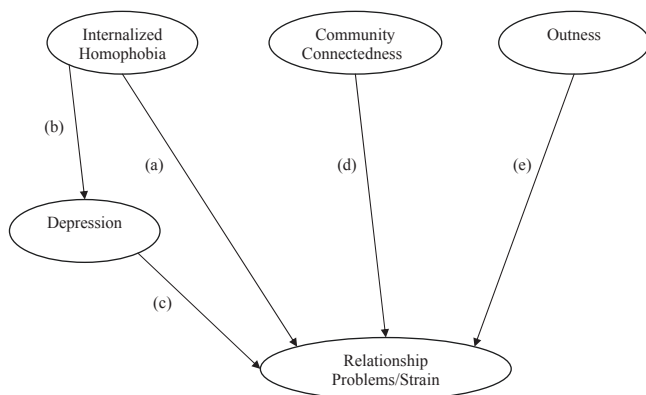 Internalized
Homophobia
Community
Connectedness
Outness
(b)
(a)
(d)
(e)
Depression
(c)
Relationship
Problems/Strain